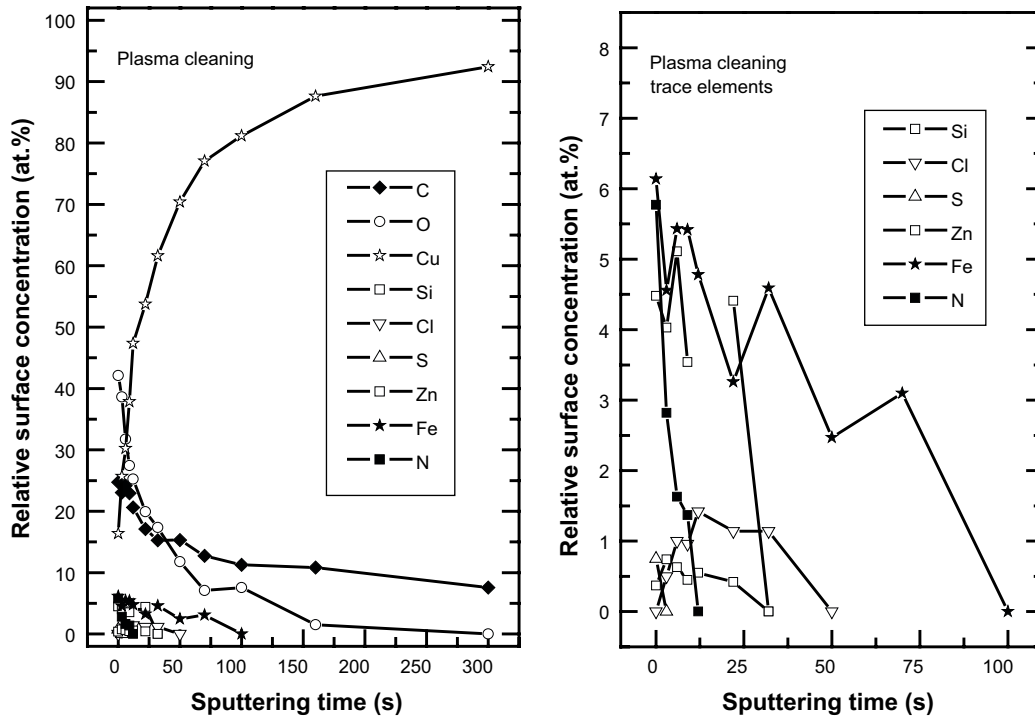 Plasma cleaning
Relative surface concentration (at.%)
100
90
80
70
60
50
40
30
20
10
0
C
O
Cu
Si
Cl
S
Zn
Fe
N
0 50 100 150 200 250 300
Sputtering time (s)
Plasma cleaning
trace elements
Relative surface concentration (at.%)
8
7
6
5
4
3
2
1
0
Si
Cl
S
Zn
Fe
N
0 25 50 75 100
Sputtering time (s)